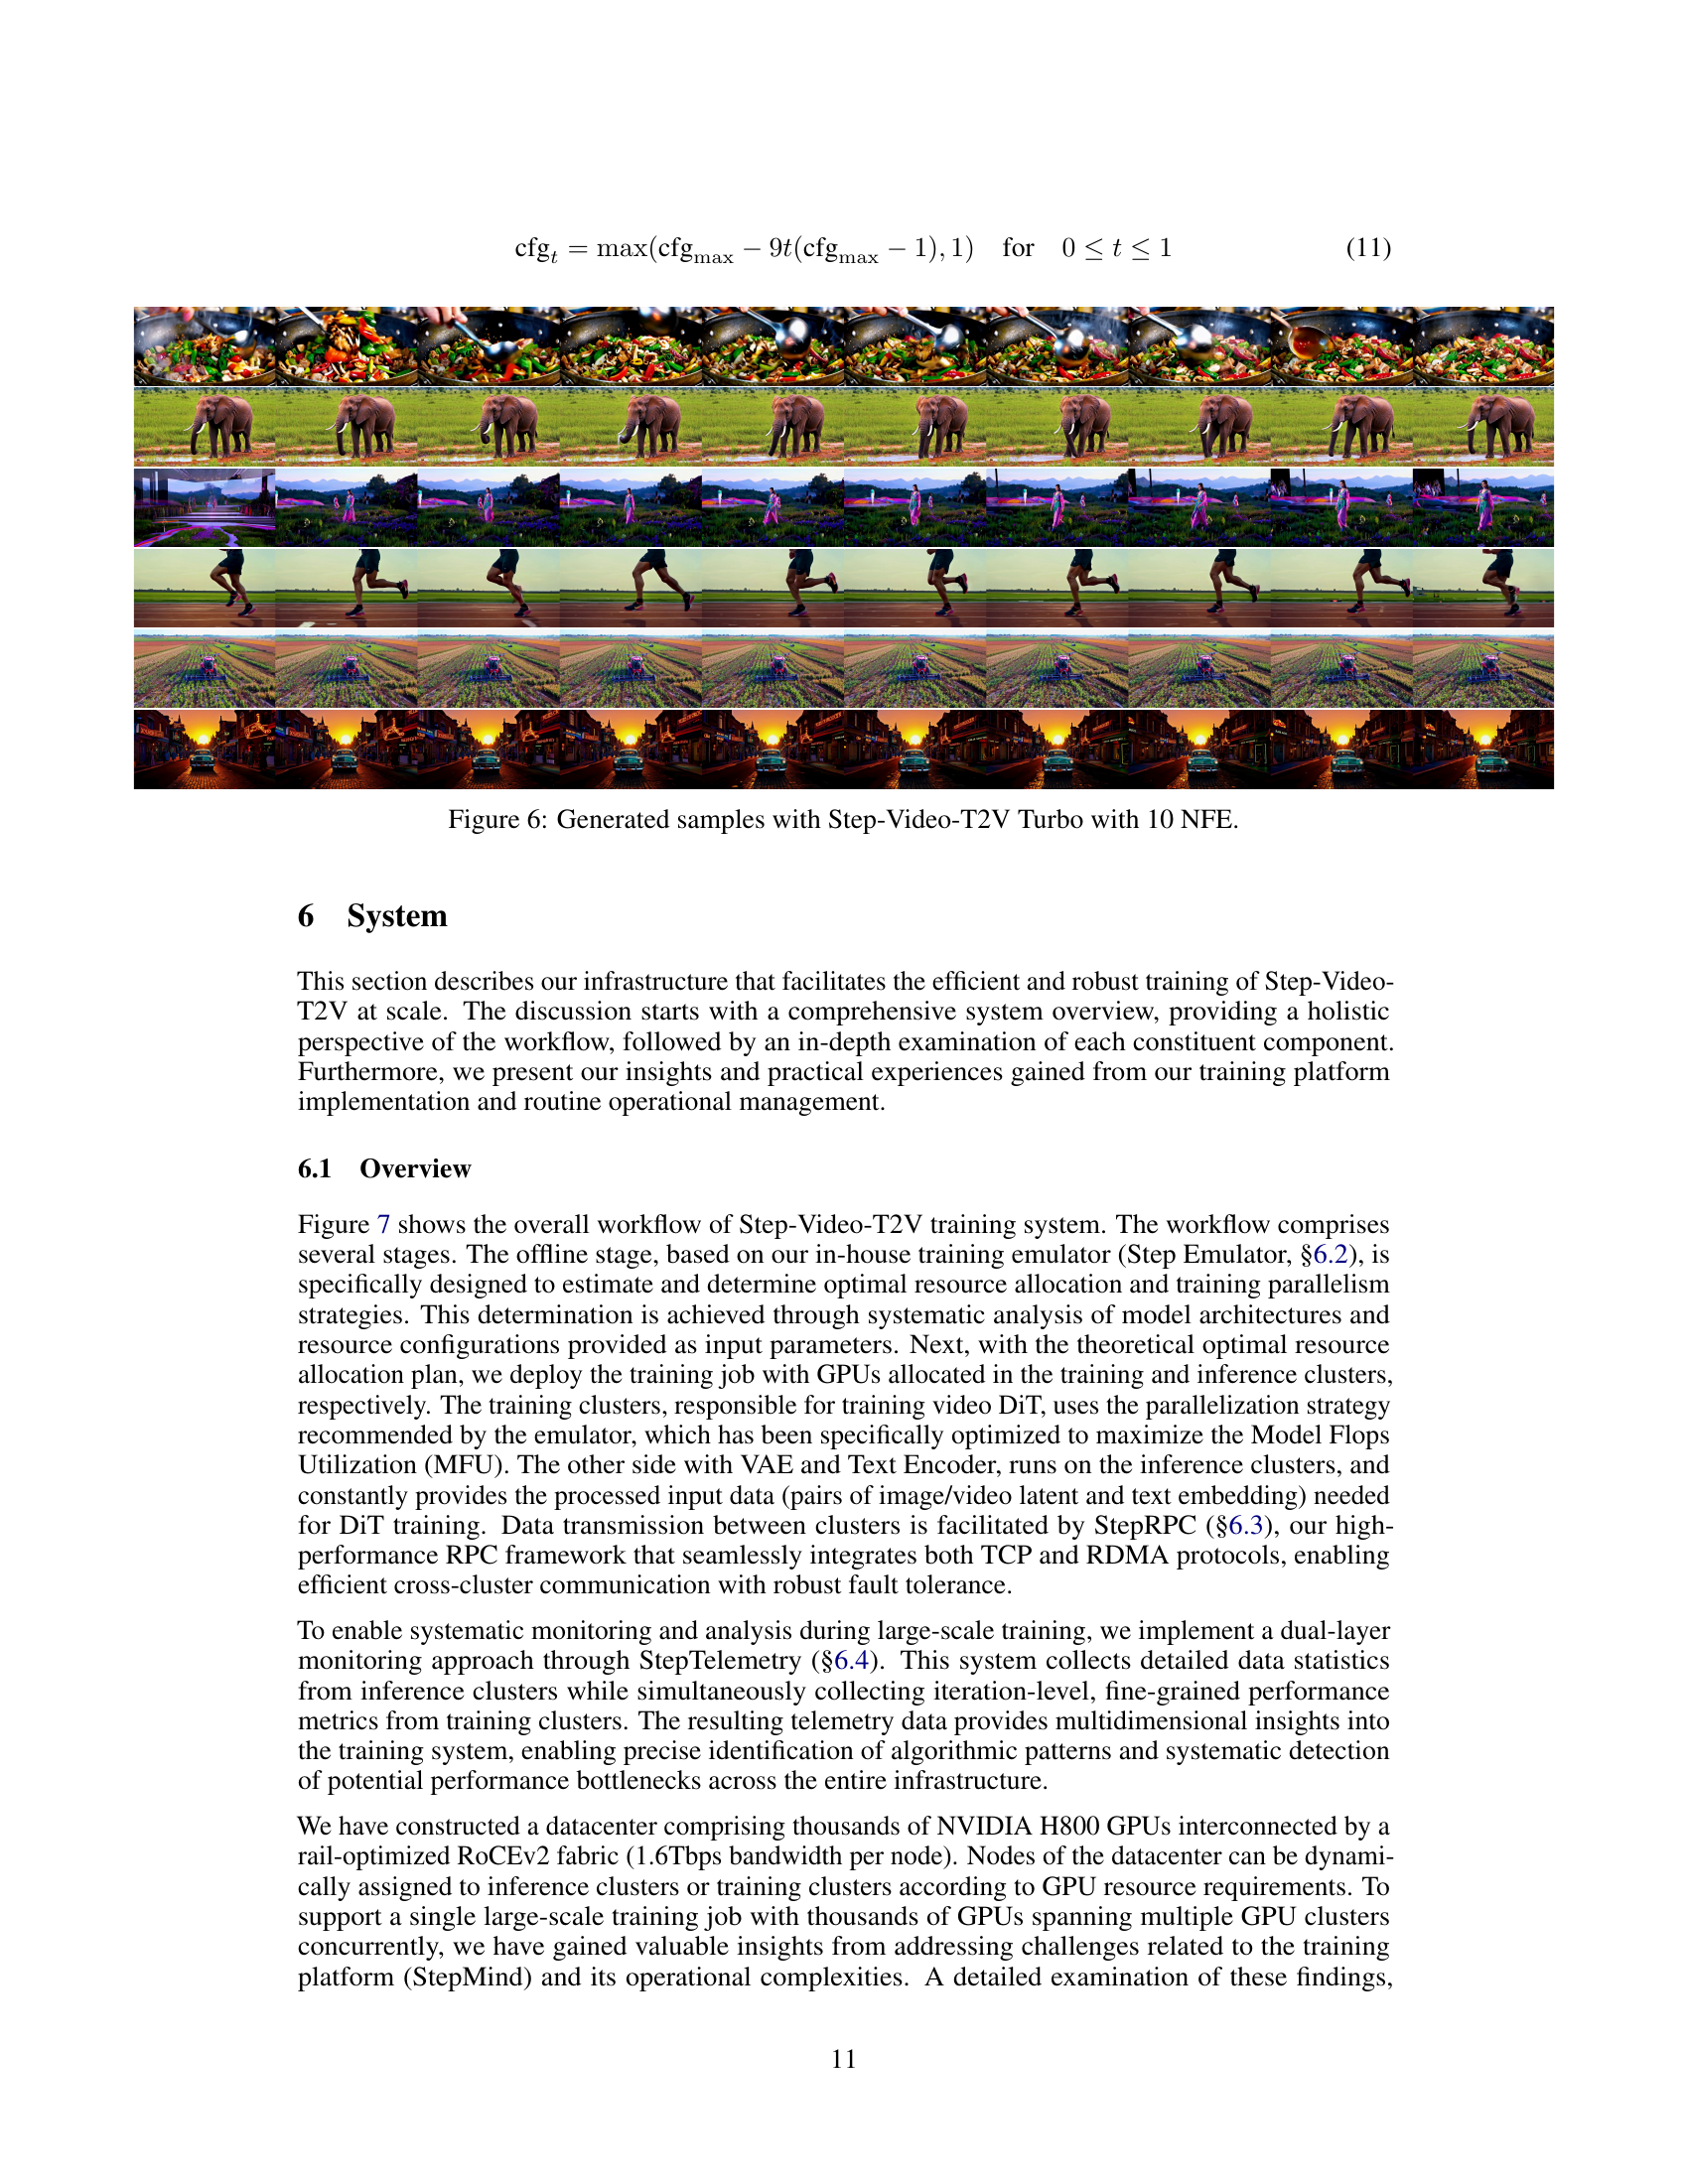 cfg_t = max(cfg_max − 9t(cfg_max − 1), 1) for 0 ≤ t ≤ 1 (11)
Figure 6: Generated samples with Step-Video-T2V Turbo with 10 NFE.
6 System
This section describes our infrastructure that facilitates the efficient and robust training of Step-Video-
T2V at scale. The discussion starts with a comprehensive system overview, providing a holistic
perspective of the workflow, followed by an in-depth examination of each constituent component.
Furthermore, we present our insights and practical experiences gained from our training platform
implementation and routine operational management.
6.1 Overview
Figure 7 shows the overall workflow of Step-Video-T2V training system. The workflow comprises
several stages. The offline stage, based on our in-house training emulator (Step Emulator, §6.2), is
specifically designed to estimate and determine optimal resource allocation and training parallelism
strategies. This determination is achieved through systematic analysis of model architectures and
resource configurations provided as input parameters. Next, with the theoretical optimal resource
allocation plan, we deploy the training job with GPUs allocated in the training and inference clusters,
respectively. The training clusters, responsible for training video DiT, uses the parallelization strategy
recommended by the emulator, which has been specifically optimized to maximize the Model Flops
Utilization (MFU). The other side with VAE and Text Encoder, runs on the inference clusters, and
constantly provides the processed input data (pairs of image/video latent and text embedding) needed
for DiT training. Data transmission between clusters is facilitated by StepRPC (§6.3), our high-
performance RPC framework that seamlessly integrates both TCP and RDMA protocols, enabling
efficient cross-cluster communication with robust fault tolerance.
To enable systematic monitoring and analysis during large-scale training, we implement a dual-layer
monitoring approach through StepTelemetry (§6.4). This system collects detailed data statistics
from inference clusters while simultaneously collecting iteration-level, fine-grained performance
metrics from training clusters. The resulting telemetry data provides multidimensional insights into
the training system, enabling precise identification of algorithmic patterns and systematic detection
of potential performance bottlenecks across the entire infrastructure.
We have constructed a datacenter comprising thousands of NVIDIA H800 GPUs interconnected by a
rail-optimized RoCEv2 fabric (1.6Tbps bandwidth per node). Nodes of the datacenter can be dynami-
cally assigned to inference clusters or training clusters according to GPU resource requirements. To
support a single large-scale training job with thousands of GPUs spanning multiple GPU clusters
concurrently, we have gained valuable insights from addressing challenges related to the training
platform (StepMind) and its operational complexities. A detailed examination of these findings,
11